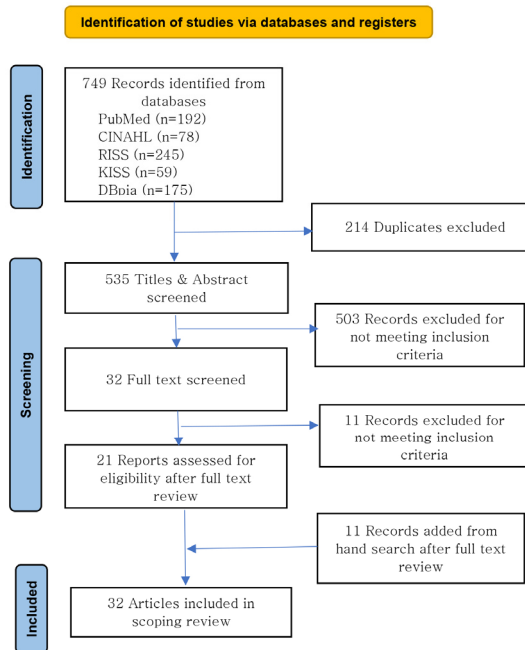 Identification of studies via databases and registers
Identification
749 Records identified from
databases
PubMed (n=192)
CINAHL (n=78)
RISS (n=245)
KISS (n=59)
DBpia (n=175)
214 Duplicates excluded
Screening
535 Titles & Abstract
screened
503 Records excluded for
not meeting inclusion
criteria
32 Full text screened
11 Records excluded for
not meeting inclusion
criteria
21 Reports assessed for
eligibility after full text
review
11 Records added from
hand search after full text
review
Included
32 Articles included in
scoping review